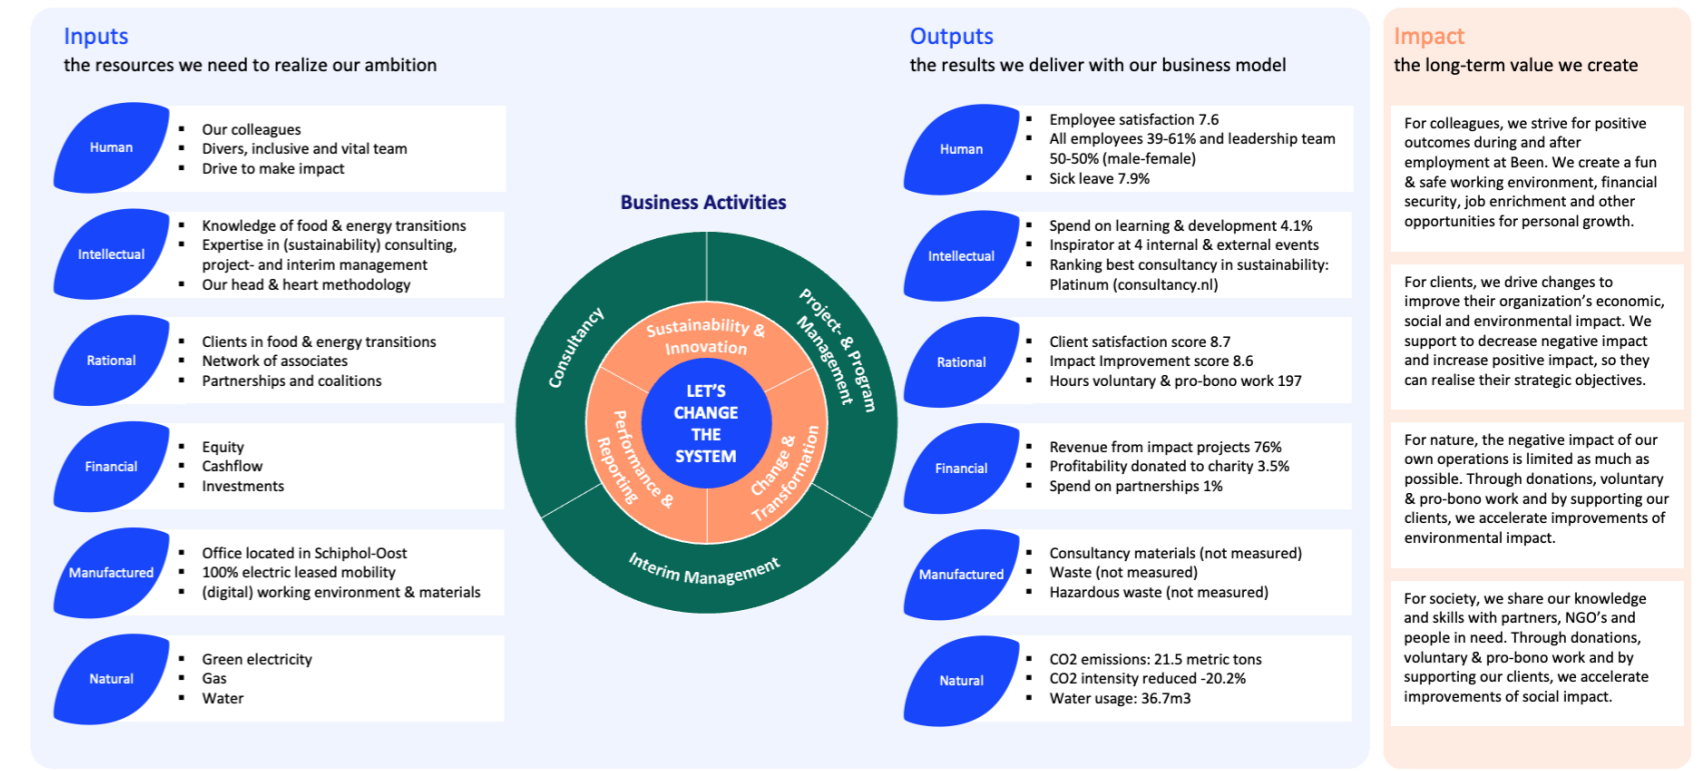 Inputs
the resources we need to realize our ambition
Human
Our colleagues
Divers, inclusive and vital team
Drive to make impact
Intellectual
Knowledge of food & energy transitions
Expertise in (sustainability) consulting,
project- and interim management
Our head & heart methodology
Rational
Clients in food & energy transitions
Network of associates
Partnerships and coalitions
Financial
Equity
Cashflow
Investments
Manufactured
Office located in Schiphol-Oost
100% electric leased mobility
(digital) working environment & materials
Natural
Green electricity
Gas
Water
Business Activities
Consultancy
Project- & Program
Management
Interim Management
Sustainability &
Innovation
Change &
Transformation
Performance &
Reporting
LET'S
CHANGE
THE
SYSTEM
Outputs
the results we deliver with our business model
Human
Employee satisfaction 7.6
All employees 39-61% and leadership team
50-50% (male-female)
Sick leave 7.9%
Intellectual
Spend on learning & development 4.1%
Inspirator at 4 internal & external events
Ranking best consultancy in sustainability:
Platinum (consultancy.nl)
Rational
Client satisfaction score 8.7
Impact Improvement score 8.6
Hours voluntary & pro-bono work 197
Financial
Revenue from impact projects 76%
Profitability donated to charity 3.5%
Spend on partnerships 1%
Manufactured
Consultancy materials (not measured)
Waste (not measured)
Hazardous waste (not measured)
Natural
CO2 emissions: 21.5 metric tons
CO2 intensity reduced -20.2%
Water usage: 36.7m3
Impact
the long-term value we create
For colleagues, we strive for positive
outcomes during and after
employment at Been. We create a fun
& safe working environment, financial
security, job enrichment and other
opportunities for personal growth.
For clients, we drive changes to
improve their organization's economic,
social and environmental impact. We
support to decrease negative impact
and increase positive impact, so they
can realise their strategic objectives.
For nature, the negative impact of our
own operations is limited as much as
possible. Through donations, voluntary
& pro-bono work and by supporting our
clients, we accelerate improvements of
environmental impact.
For society, we share our knowledge
and skills with partners, NGO's and
people in need. Through donations,
voluntary & pro-bono work and by
supporting our clients, we accelerate
improvements of social impact.